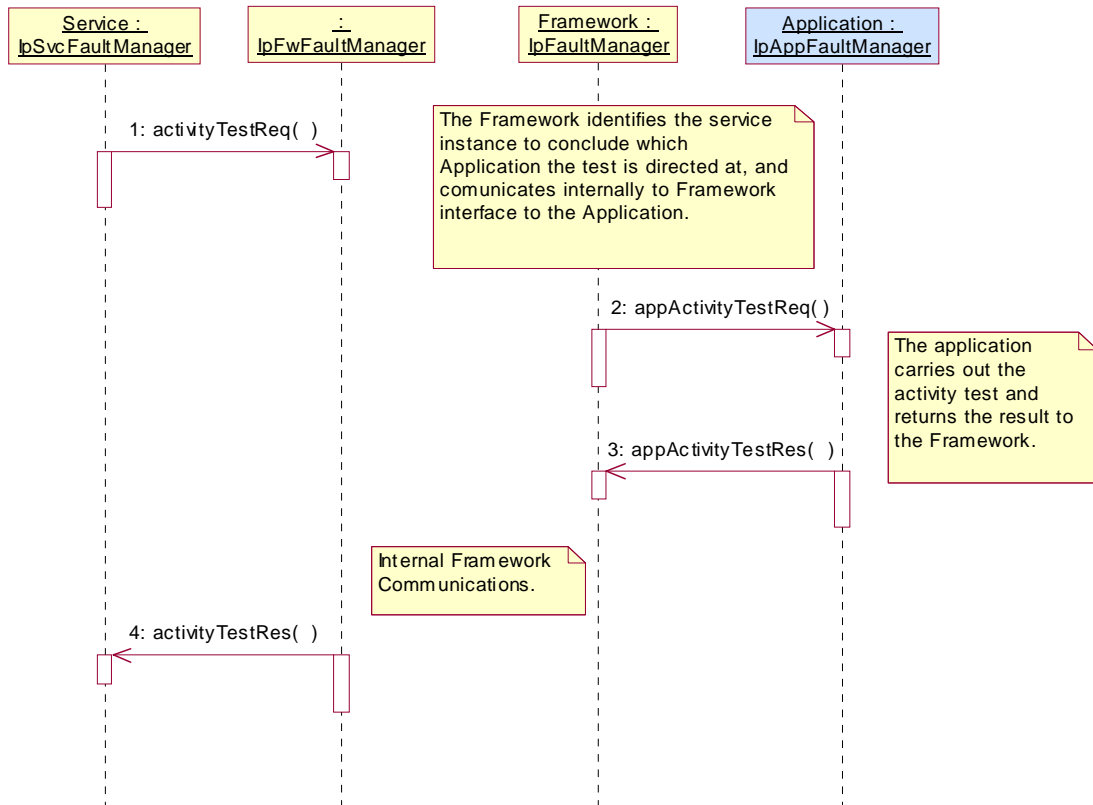 Service :
IpSvcFaultManager
:
IpFwFaultManager
Framework :
IpFaultManager
Application :
IpAppFaultManager
1: activityTestReq( )
The Framework identifies the service
instance to conclude which
Application the test is directed at, and
comunicates internally to Framework
interface to the Application.
2: appActivityTestReq( )
The application
carries out the
activity test and
returns the result to
the Framework.
3: appActivityTestRes( )
Internal Framework
Communications.
4: activityTestRes( )